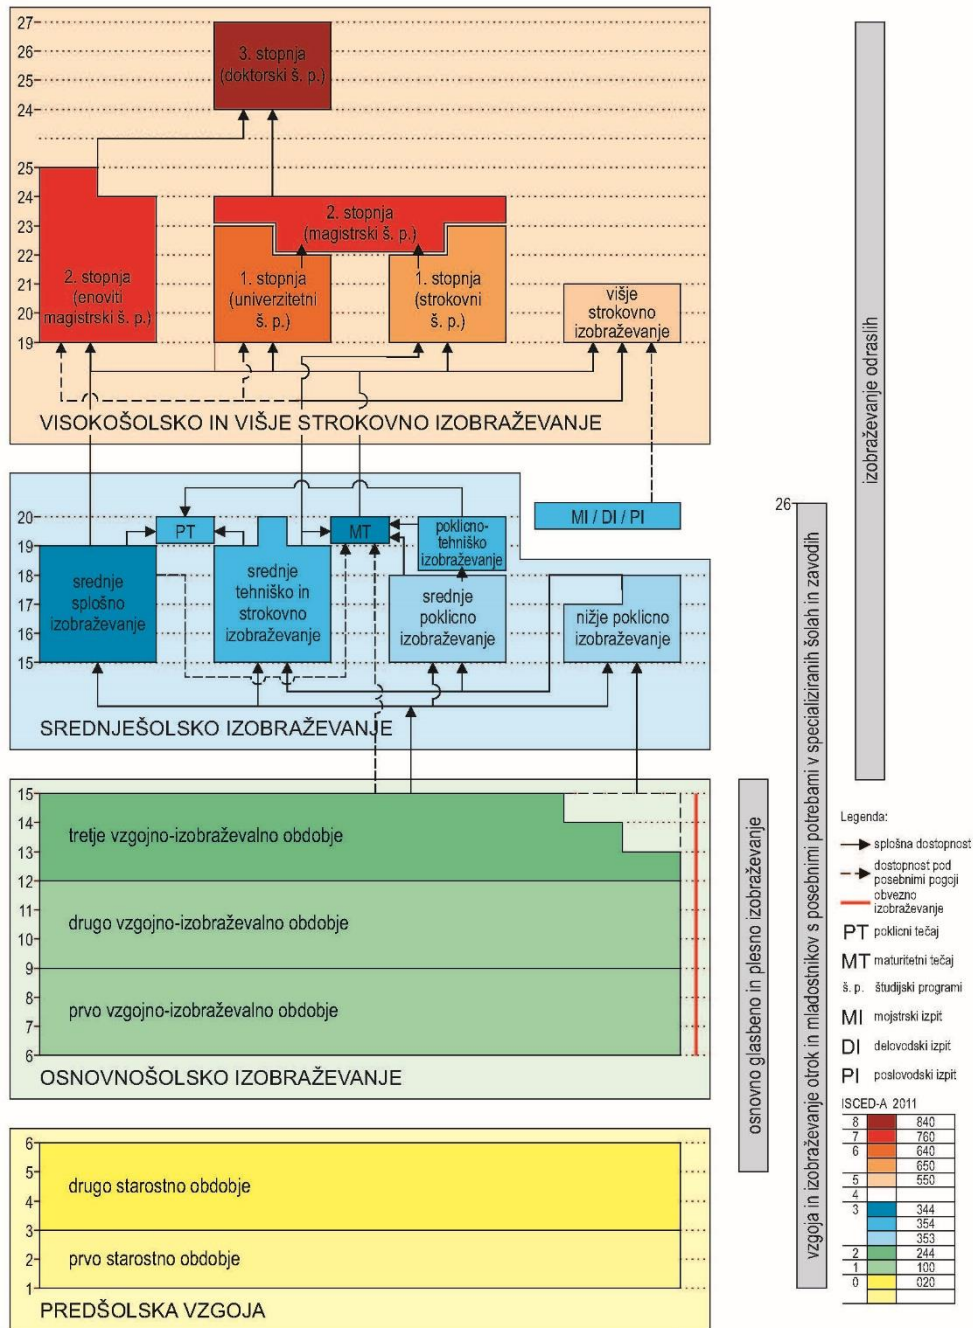 27
26
25
24
25
24
23
22
21
20
19
3. stopnja
(doktorski š. p.)
2. stopnja
(magistrski š. p.)
2. stopnja
(enoviti
magistrski š. p.)
1. stopnja
(univerzitetni
š. p.)
1. stopnja
(strokovni
š. p.)
višje
strokovno
izobraževanje
VISOKOŠOLSKO IN VIŠJE STROKOVNO IZOBRAŽEVANJE
20
19
18
17
16
15
PT
MT
poklicno-
tehniško
izobraževanje
MI / DI / PI
srednje
splošno
izobraževanje
srednje
tehniško in
strokovno
izobraževanje
srednje
poklicno
izobraževanje
nižje poklicno
izobraževanje
SREDNJEŠOLSKO IZOBRAŽEVANJE
15
14
13
12
11
10
9
8
7
6
tretje vzgojno-izobraževalno obdobje
drugo vzgojno-izobraževalno obdobje
prvo vzgojno-izobraževalno obdobje
OSNOVNOŠOLSKO IZOBRAŽEVANJE
6
5
4
3
2
1
drugo starostno obdobje
prvo starostno obdobje
PREDŠOLSKA VZGOJA
osnovno glasbeno in plesno izobraževanje
26
vzgoja in izobraževanje otrok in mladostnikov s posebnimi potrebami v specializiranih šolah in zavodih
izobraževanje odraslih
Legenda:
splošna dostopnost
dostopnost pod
posebnimi pogoji
obvezno
izobraževanje
PT poklicni tečaj
MT maturitetni tečaj
š. p. študijski programi
MI mojstrski izpit
DI delovodski izpit
PI poslovodski izpit
ISCED-A 2011
8 840
7 760
6 640
650
5 550
4
3 344
354
353
2 244
1 100
0 020